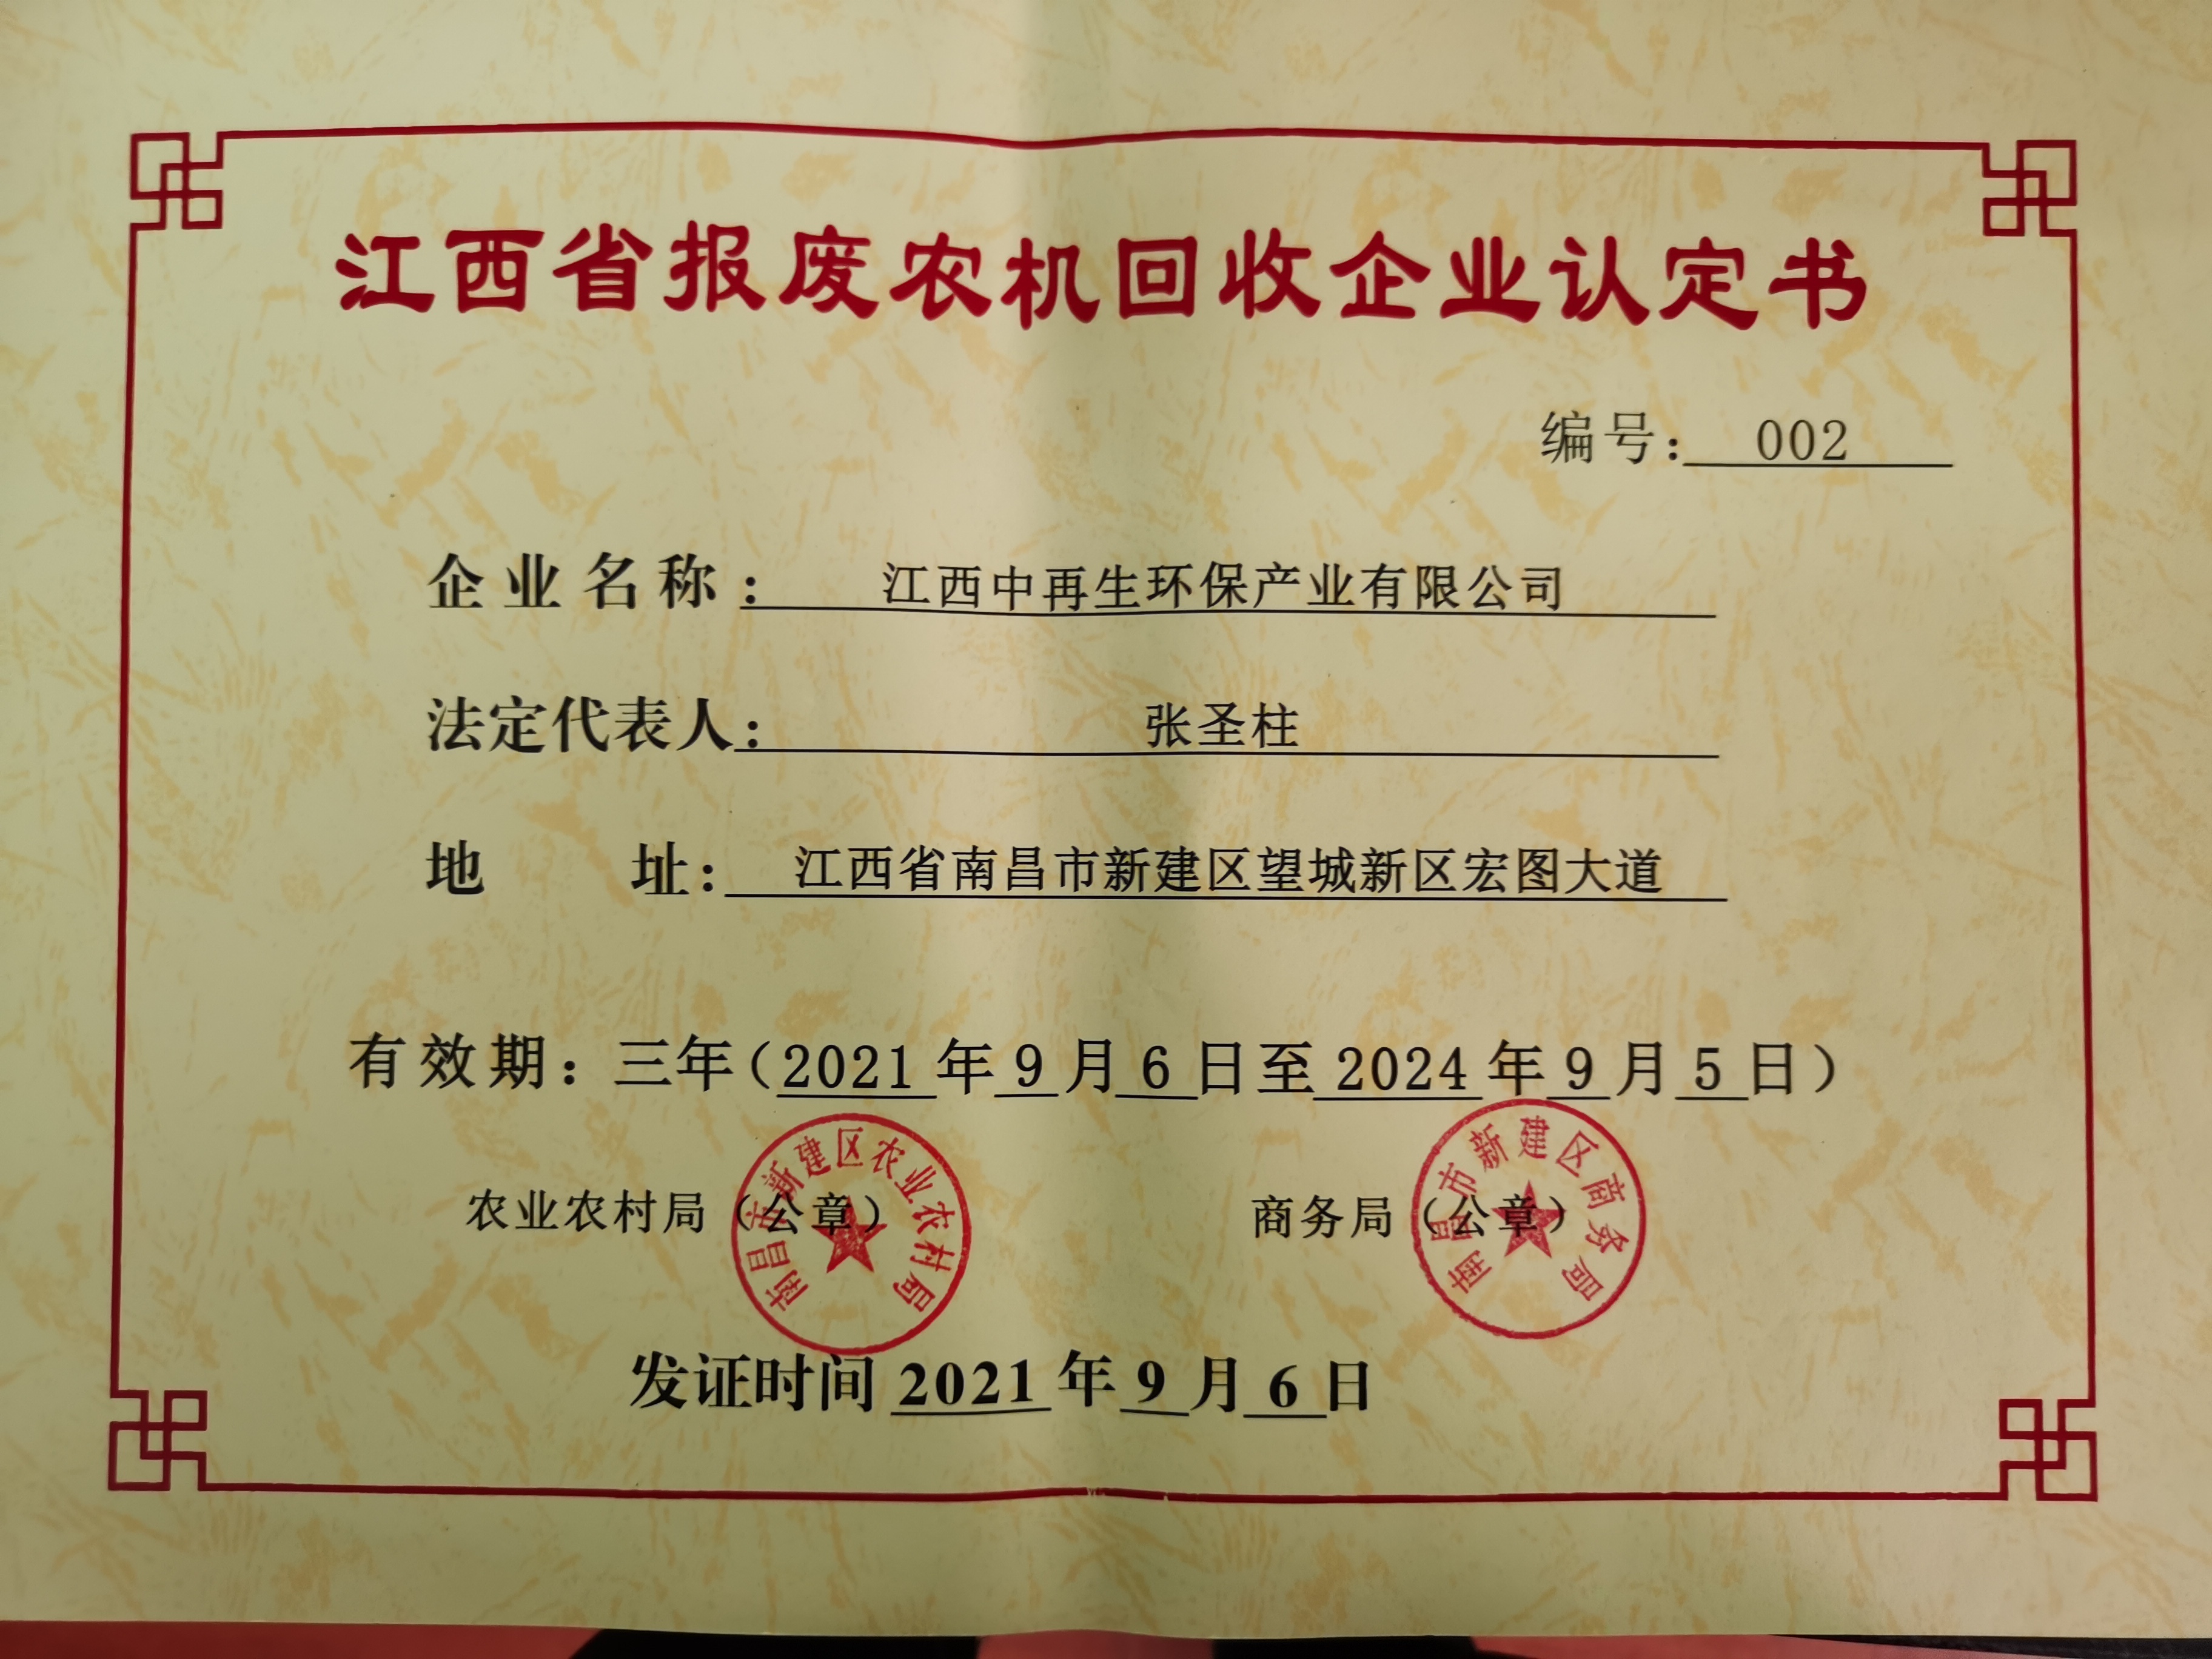 江西省报废农机回收企业认定书
编号：002
企业名称：江西中再生环保产业有限公司
法定代表人：张圣柱
地址：江西省南昌市新建区望城新区宏图大道
有效期：三年（2021年9月6日至2024年9月5日）
农业农村局（公章）
南昌市新建区农业农村局
商务局（公章）
南昌市新建区商务局
发证时间2021年9月6日